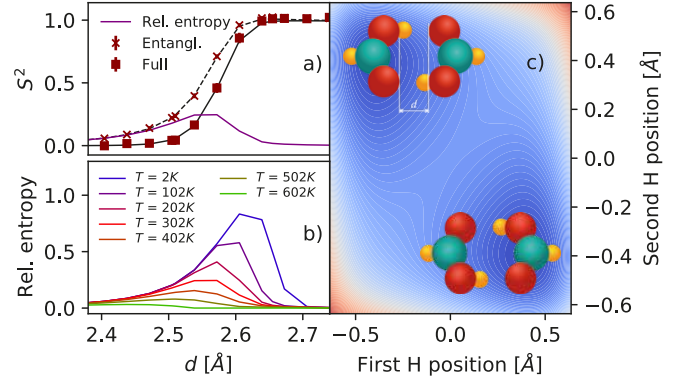 Rel. entropy
Entangl.
Full
a)
S²
1.0
0.5
0.0
b)
T = 2K
T = 102K
T = 202K
T = 302K
T = 402K
T = 502K
T = 602K
Rel. entropy
1.0
0.5
0.0
2.4 2.5 2.6 2.7
d [Å]
c)
d
0.6
0.4
0.2
0.0
−0.2
−0.4
−0.6
Second H position [Å]
−0.5 0.0 0.5
First H position [Å]